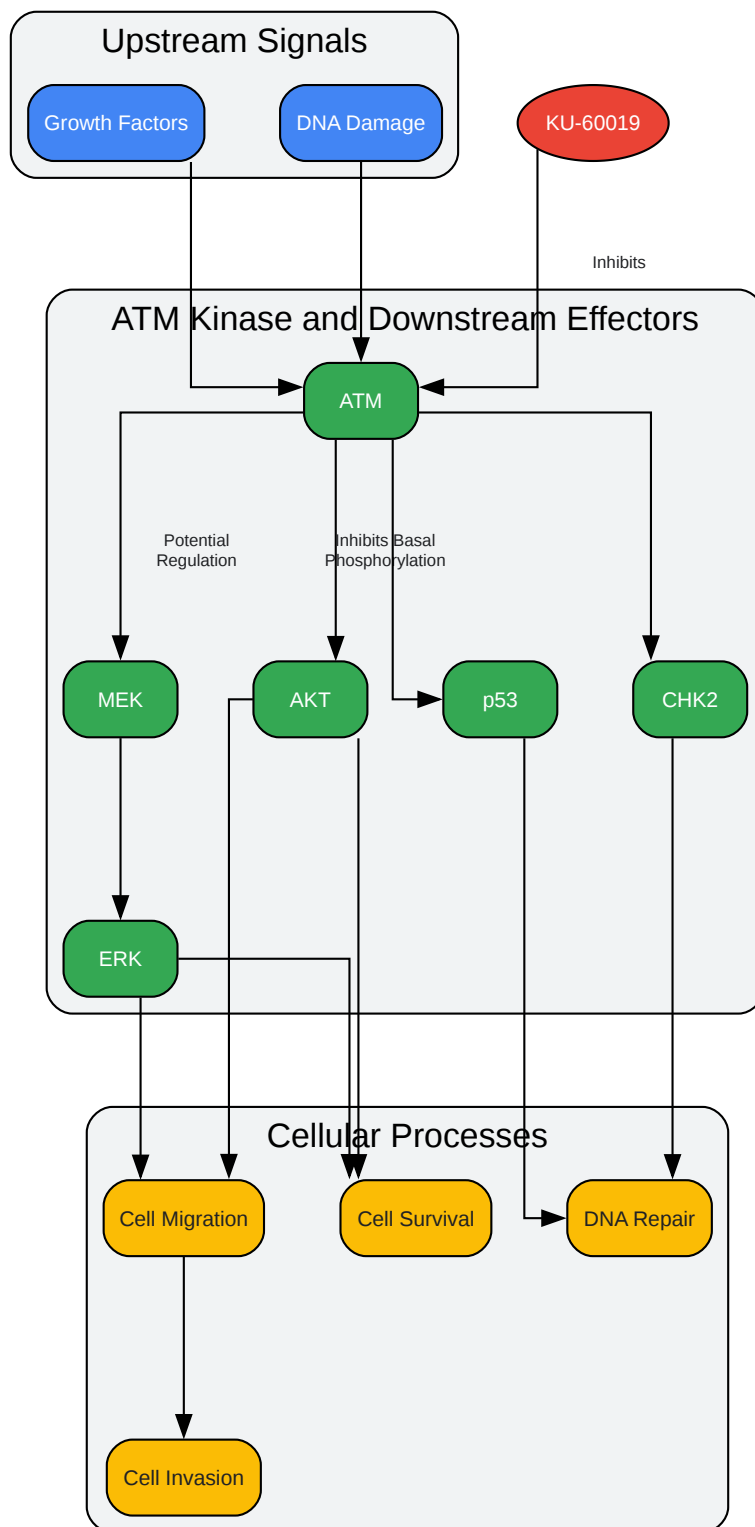 Upstream Signals
Growth Factors
DNA Damage
KU-60019
Inhibits
ATM Kinase and Downstream Effectors
ATM
Potential
Regulation
Inhibits Basal
Phosphorylation
MEK
AKT
p53
CHK2
ERK
Cellular Processes
Cell Migration
Cell Survival
DNA Repair
Cell Invasion